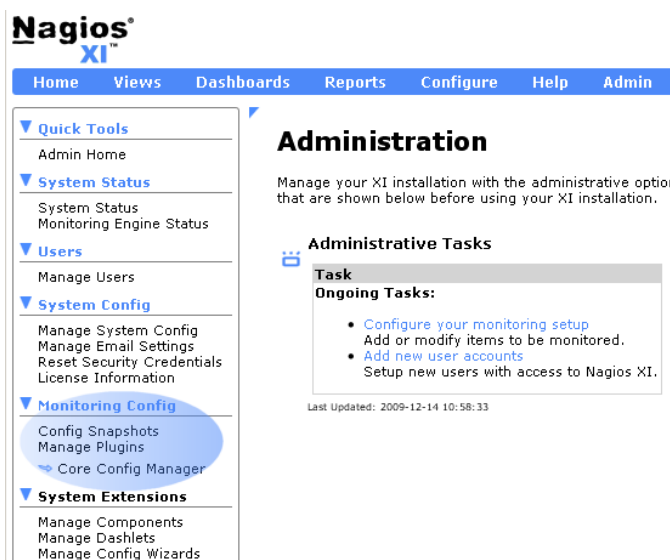 Nagios®
XI™
Home Views Dashboards Reports Configure Help Admin
Quick Tools
Admin Home
System Status
System Status
Monitoring Engine Status
Users
Manage Users
System Config
Manage System Config
Manage Email Settings
Reset Security Credentials
License Information
Monitoring Config
Config Snapshots
Manage Plugins
Core Config Manager
System Extensions
Manage Components
Manage Dashlets
Manage Config Wizards
Administration
Manage your XI installation with the administrative optio
that are shown below before using your XI installation.
Administrative Tasks
Task
Ongoing Tasks:
• Configure your monitoring setup
Add or modify items to be monitored.
• Add new user accounts
Setup new users with access to Nagios XI.
Last Updated: 2009-12-14 10:58:33